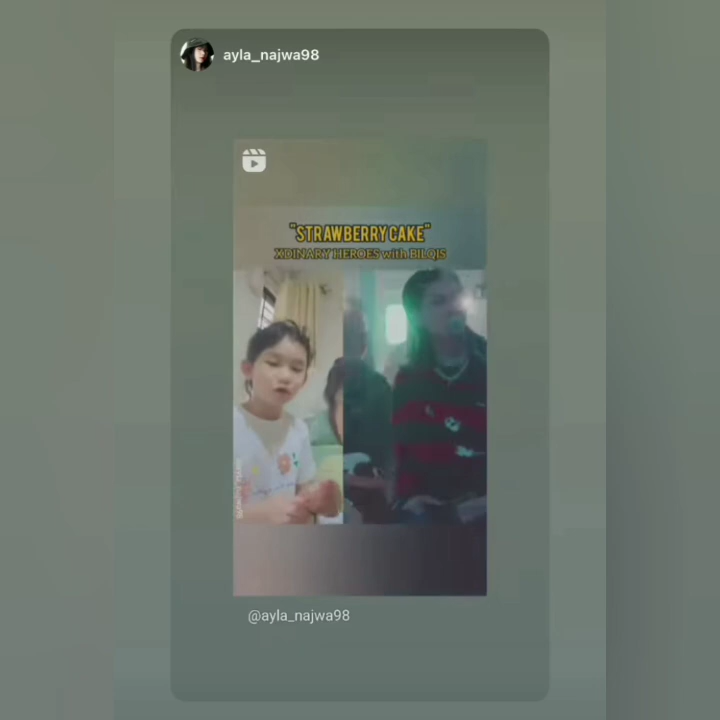 ayla_najwa98
"STRAWBERRY CAKE"
XDINARY HEROES with BILQIS
@ayla_najwa98